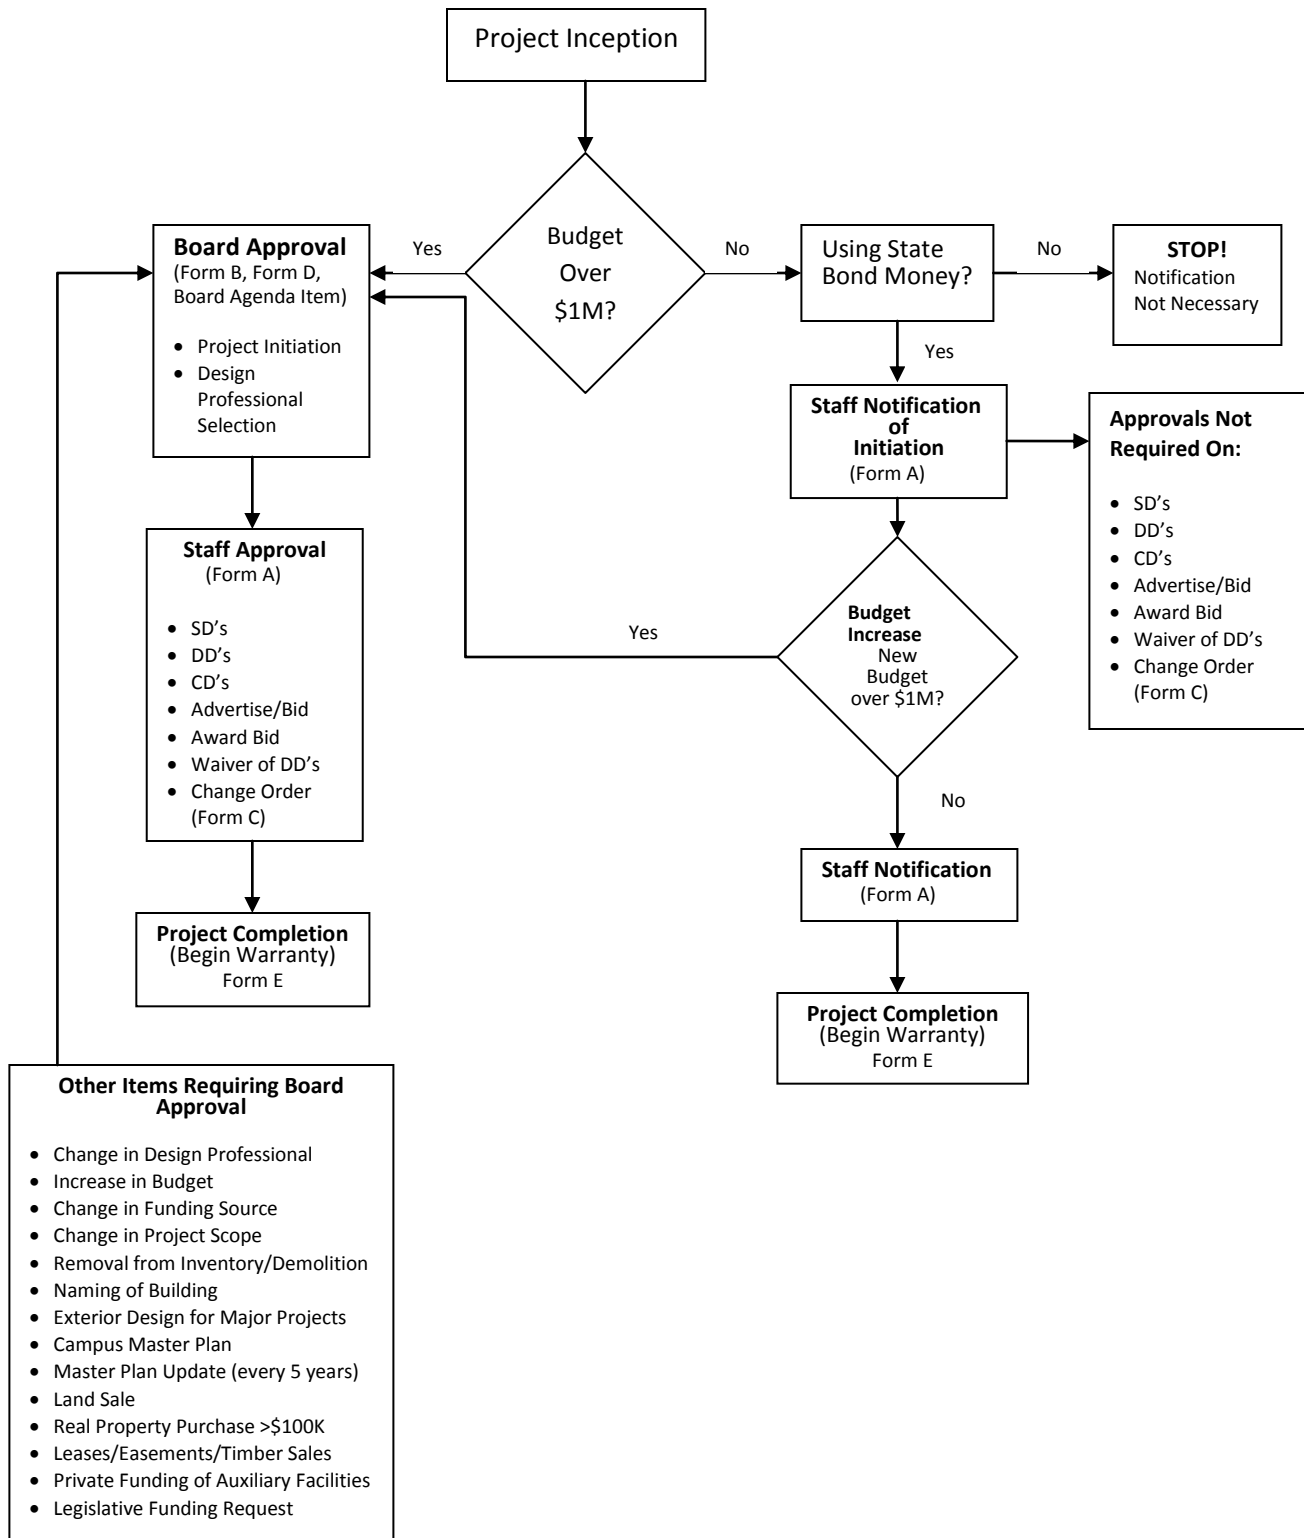 Project Inception
Budget
Over
$1M?
Yes
No
Board Approval
(Form B, Form D,
Board Agenda Item)
• Project Initiation
• Design
Professional
Selection
Using State
Bond Money?
No
STOP!
Notification
Not Necessary
Yes
Staff Notification
of
Initiation
(Form A)
Approvals Not
Required On:
• SD’s
• DD’s
• CD’s
• Advertise/Bid
• Award Bid
• Waiver of DD’s
• Change Order
(Form C)
Staff Approval
(Form A)
• SD’s
• DD’s
• CD’s
• Advertise/Bid
• Award Bid
• Waiver of DD’s
• Change Order
(Form C)
Yes
Budget
Increase
New
Budget
over $1M?
No
Staff Notification
(Form A)
Project Completion
(Begin Warranty)
Form E
Project Completion
(Begin Warranty)
Form E
Other Items Requiring Board
Approval
• Change in Design Professional
• Increase in Budget
• Change in Funding Source
• Change in Project Scope
• Removal from Inventory/Demolition
• Naming of Building
• Exterior Design for Major Projects
• Campus Master Plan
• Master Plan Update (every 5 years)
• Land Sale
• Real Property Purchase >$100K
• Leases/Easements/Timber Sales
• Private Funding of Auxiliary Facilities
• Legislative Funding Request